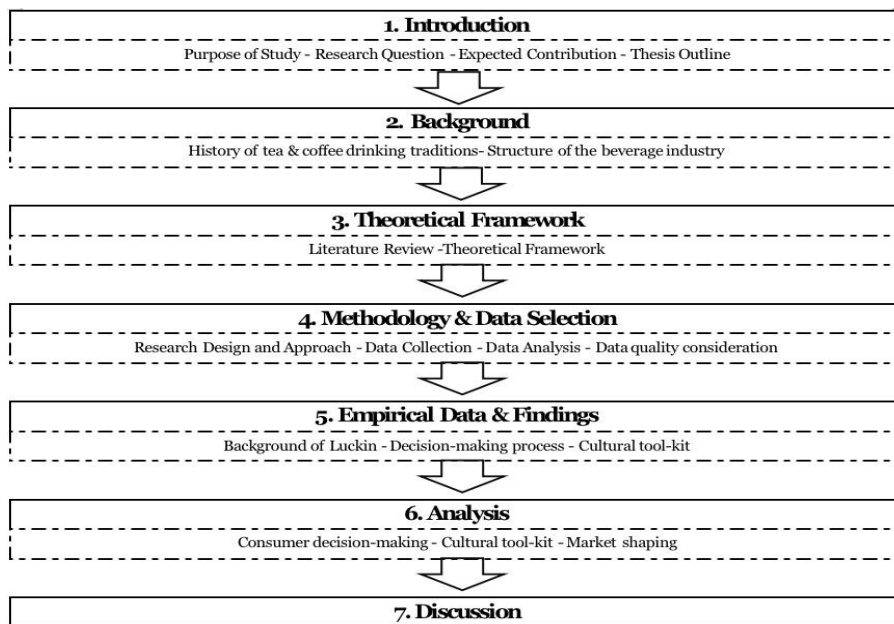 1. Introduction
Purpose of Study - Research Question - Expected Contribution - Thesis Outline
2. Background
History of tea & coffee drinking traditions- Structure of the beverage industry
3. Theoretical Framework
Literature Review -Theoretical Framework
4. Methodology & Data Selection
Research Design and Approach - Data Collection - Data Analysis - Data quality consideration
5. Empirical Data & Findings
Background of Luckin - Decision-making process - Cultural tool-kit
6. Analysis
Consumer decision-making - Cultural tool-kit - Market shaping
7. Discussion